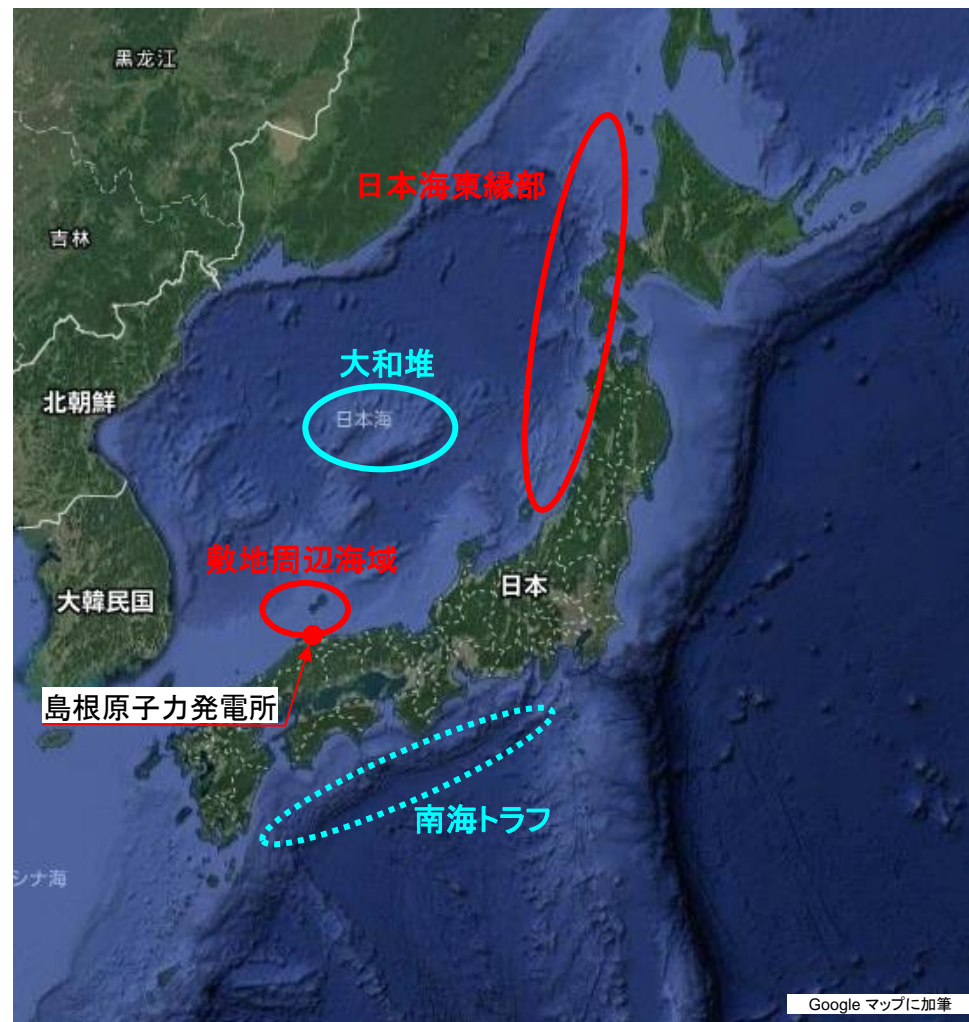 黑龙江
日本海東縁部
吉林
大和堆
北朝鮮
日本海
敷地周辺海域
日本
大韓民国
島根原子力発電所
南海トラフ
シナ海
Google マップに加筆